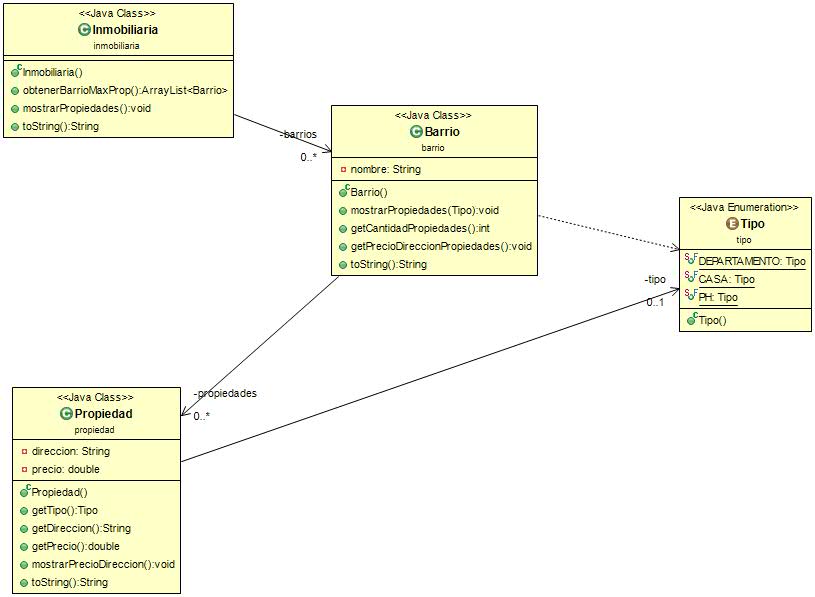 <<Java Class>>
Inmobiliaria
inmobiliaria
Inmobiliaria()
obtenerBarrioMaxProp():ArrayList<Barrio>
mostrarPropiedades():void
toString():String
-barrios
0..*
<<Java Class>>
Barrio
barrio
nombre: String
Barrio()
mostrarPropiedades(Tipo):void
getCantidadPropiedades():int
getPrecioDireccionPropiedades():void
toString():String
<<Java Enumeration>>
Tipo
tipo
DEPARTAMENTO: Tipo
CASA: Tipo
PH: Tipo
Tipo()
-tipo
0..1
-propiedades
0..*
<<Java Class>>
Propiedad
propiedad
direccion: String
precio: double
Propiedad()
getTipo():Tipo
getDireccion():String
getPrecio():double
mostrarPrecioDireccion():void
toString():String